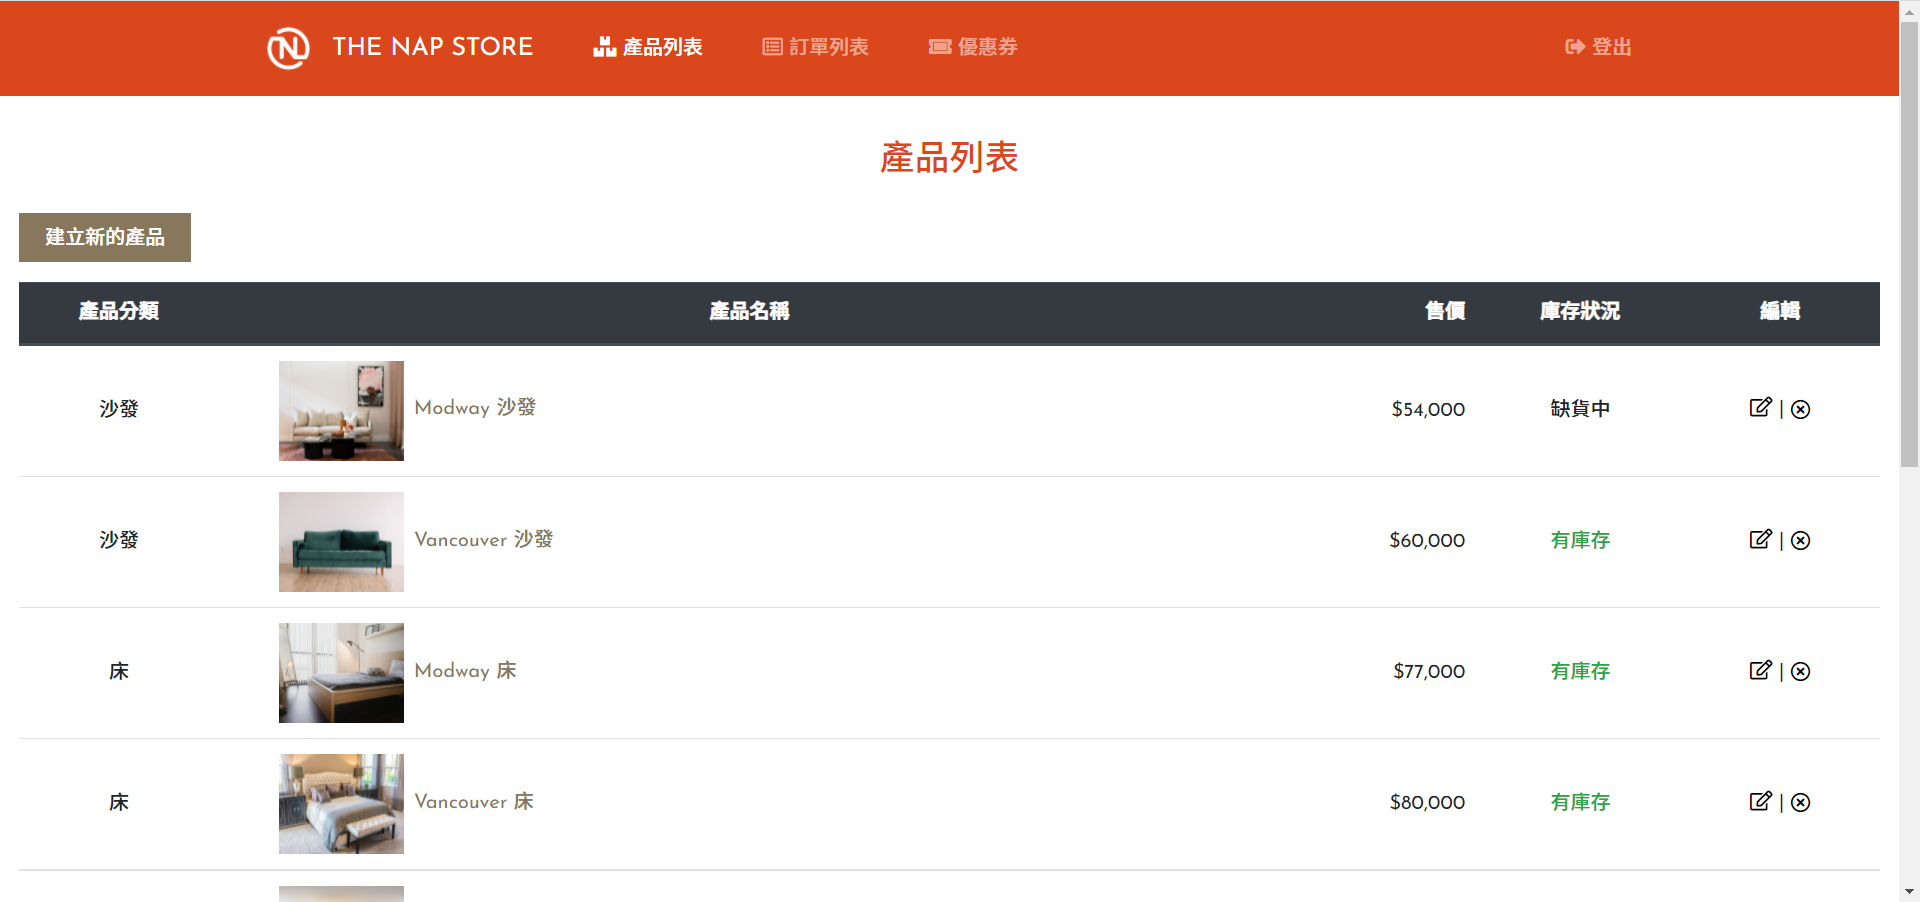 THE NAP STORE 產品列表 訂單列表 優惠券 登出
產品列表
建立新的產品
產品分類 產品名稱 售價 庫存狀況 編輯
沙發 Modway 沙發 $54,000 缺貨中 |
沙發 Vancouver 沙發 $60,000 有庫存 |
床 Modway 床 $77,000 有庫存 |
床 Vancouver 床 $80,000 有庫存 |